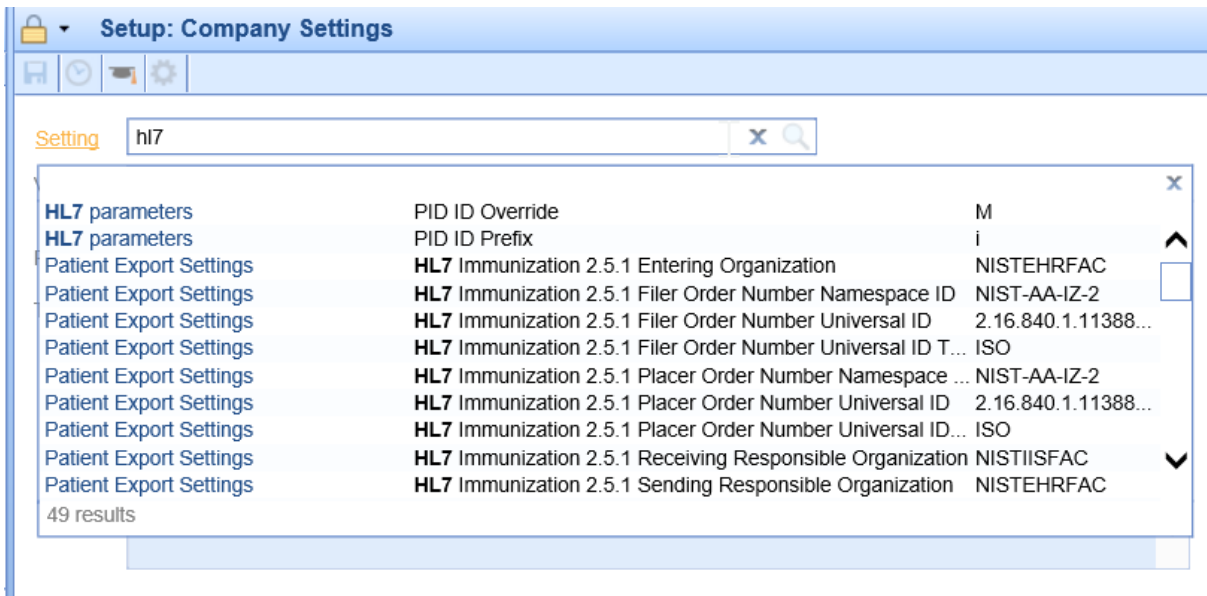 Setup: Company Settings
Setting hl7
HL7 parameters PID ID Override M
HL7 parameters PID ID Prefix i
Patient Export Settings HL7 Immunization 2.5.1 Entering Organization NISTEHRFAC
Patient Export Settings HL7 Immunization 2.5.1 Filer Order Number Namespace ID NIST-AA-IZ-2
Patient Export Settings HL7 Immunization 2.5.1 Filer Order Number Universal ID 2.16.840.1.11388...
Patient Export Settings HL7 Immunization 2.5.1 Filer Order Number Universal ID T... ISO
Patient Export Settings HL7 Immunization 2.5.1 Placer Order Number Namespace ... NIST-AA-IZ-2
Patient Export Settings HL7 Immunization 2.5.1 Placer Order Number Universal ID 2.16.840.1.11388...
Patient Export Settings HL7 Immunization 2.5.1 Placer Order Number Universal ID... ISO
Patient Export Settings HL7 Immunization 2.5.1 Receiving Responsible Organization NISTIISFAC
Patient Export Settings HL7 Immunization 2.5.1 Sending Responsible Organization NISTEHRFAC
49 results